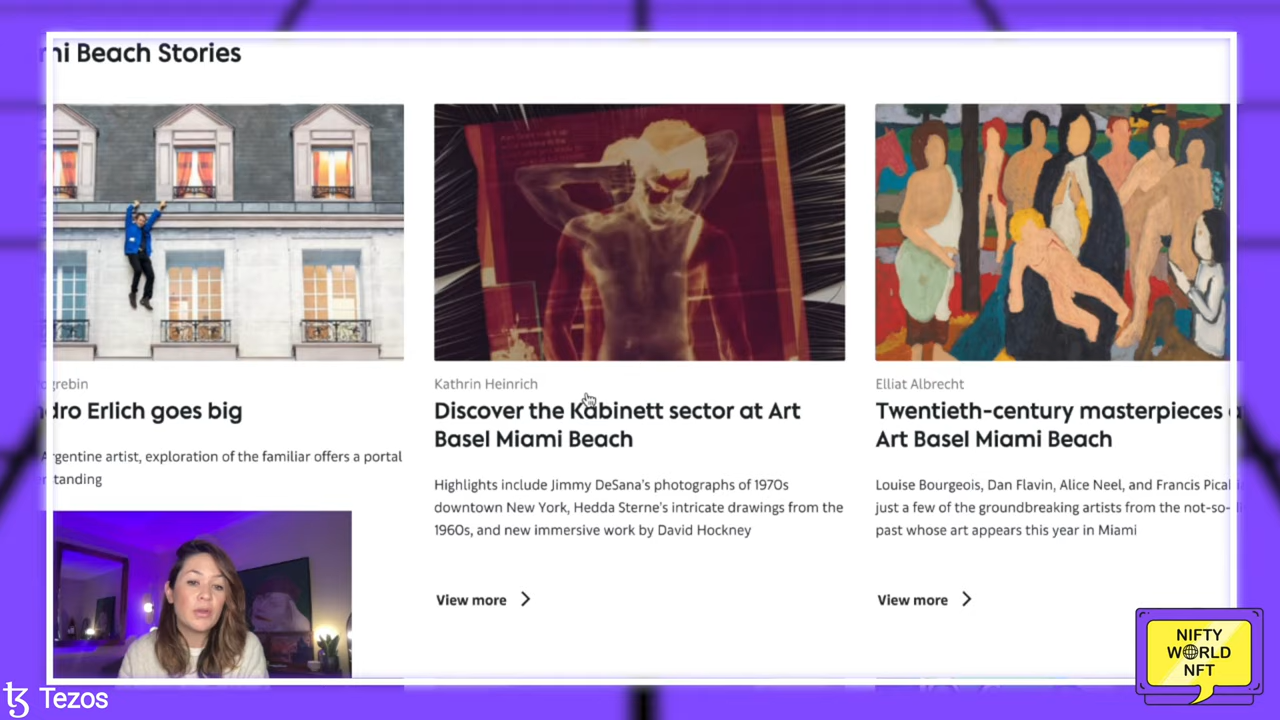 ni Beach Stories
grebin
dro Erlich goes big
Argentine artist, exploration of the familiar offers a portal
standing
Kathrin Heinrich
Discover the Kabinett sector at Art
Basel Miami Beach
Highlights include Jimmy DeSana's photographs of 1970s
downtown New York, Hedda Sterne's intricate drawings from the
1960s, and new immersive work by David Hockney
View more
Elliat Albrecht
Twentieth-century masterpieces a
Art Basel Miami Beach
Louise Bourgeois, Dan Flavin, Alice Neel, and Francis Picabi
just a few of the groundbreaking artists from the not-so-di
past whose art appears this year in Miami
View more
NIFTY
WORLD
NFT
Tezos